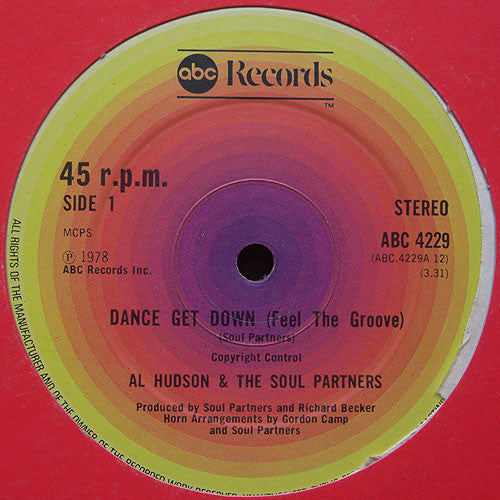 abc Records
TM
45 r.p.m.
SIDE 1
STEREO
MCPS
ABC 4229
(ABC.4229A 12)
(3.31)
℗ 1978
ABC Records Inc.
DANCE GET DOWN (Feel The Groove)
(Soul Partners)
Copyright Control
AL HUDSON & THE SOUL PARTNERS
Produced by Soul Partners and Richard Becker
Horn Arrangements by Gordon Camp
and Soul Partners
ALL RIGHTS OF THE MANUFACTURER AND OF THE OWNER OF THE RECORDED WORK RESERVED